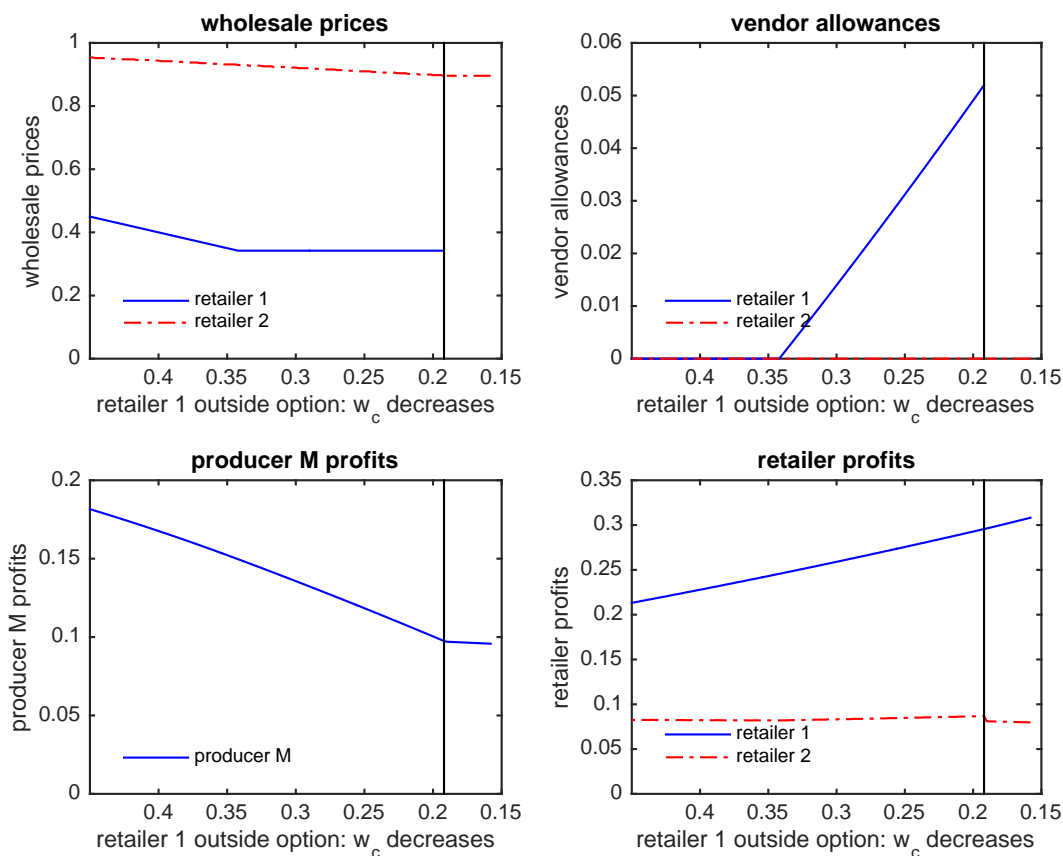 wholesale prices
wholesale prices
1
0.8
0.6
0.4
0.2
0
retailer 1
retailer 2
0.4 0.35 0.3 0.25 0.2 0.15
retailer 1 outside option: w_c decreases
vendor allowances
vendor allowances
0.06
0.05
0.04
0.03
0.02
0.01
0
retailer 1
retailer 2
0.4 0.35 0.3 0.25 0.2 0.15
retailer 1 outside option: w_c decreases
producer M profits
producer M profits
0.2
0.15
0.1
0.05
0
producer M
0.4 0.35 0.3 0.25 0.2 0.15
retailer 1 outside option: w_c decreases
retailer profits
retailer profits
0.35
0.3
0.25
0.2
0.15
0.1
0.05
0
retailer 1
retailer 2
0.4 0.35 0.3 0.25 0.2 0.15
retailer 1 outside option: w_c decreases